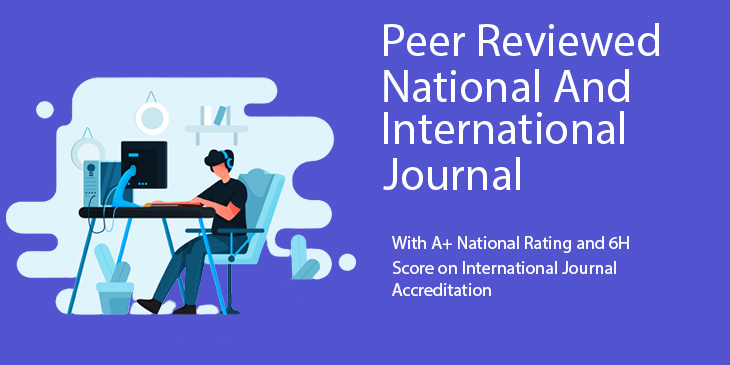 Peer Reviewed
National And
International
Journal
With A+ National Rating and 6H
Score on International Journal
Accreditation